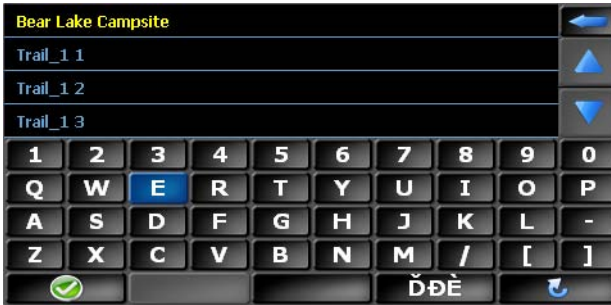 Bear Lake Campsite
Trail_1 1
Trail_1 2
Trail_1 3
1 2 3 4 5 6 7 8 9 0
Q W E R T Y U I O P
A S D F G H J K L -
Z X C V B N M / [ ]
ĎĐÈ